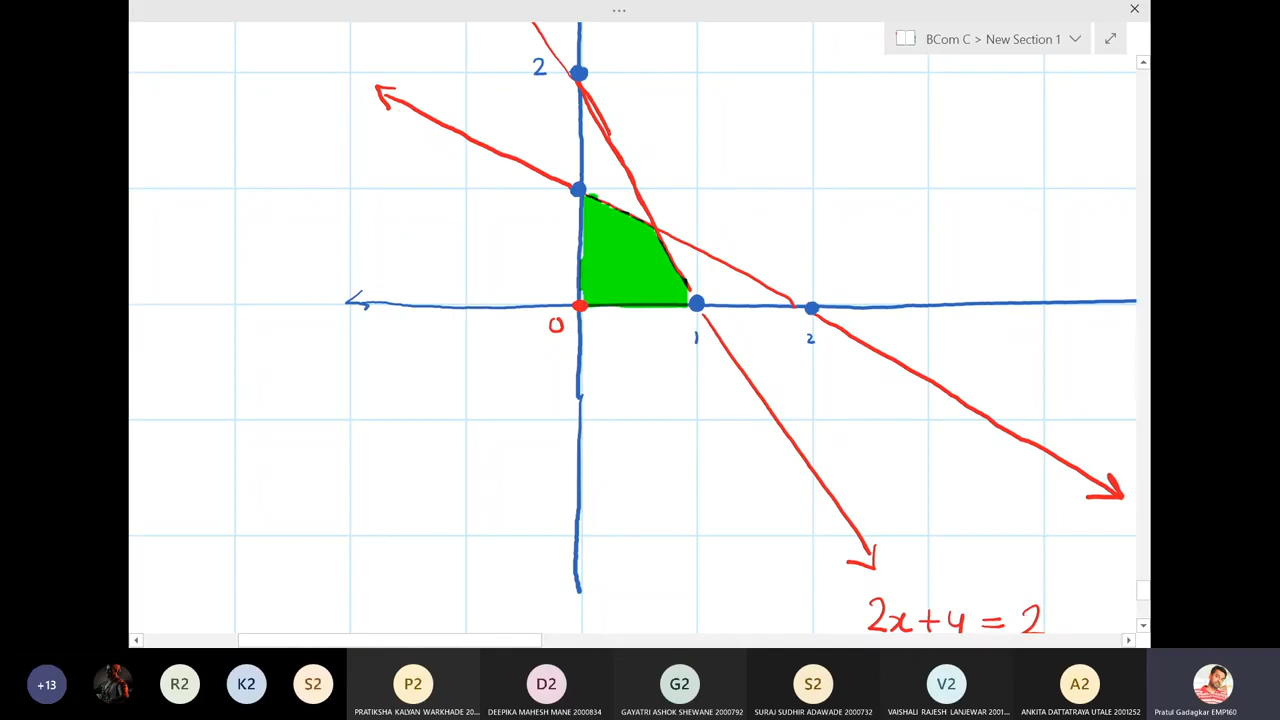 BCom C > New Section 1
2
0
1
2
2x+y = 2
+13
R2
K2
S2
P2
D2
G2
S2
V2
A2
PRATIKSHA KALYAN WARKHADE 20...
DEEPIKA MAHESH MANE 2000834
GAYATRI ASHOK SHEWANE 2000792
SURAJ SUDHIR ADAWADE 2000732
VAISHALI RAJESH LANJEWAR 2001...
ANKITA DATTATRAYA UTALE 2001252
Pratul Gadagkar EMP160